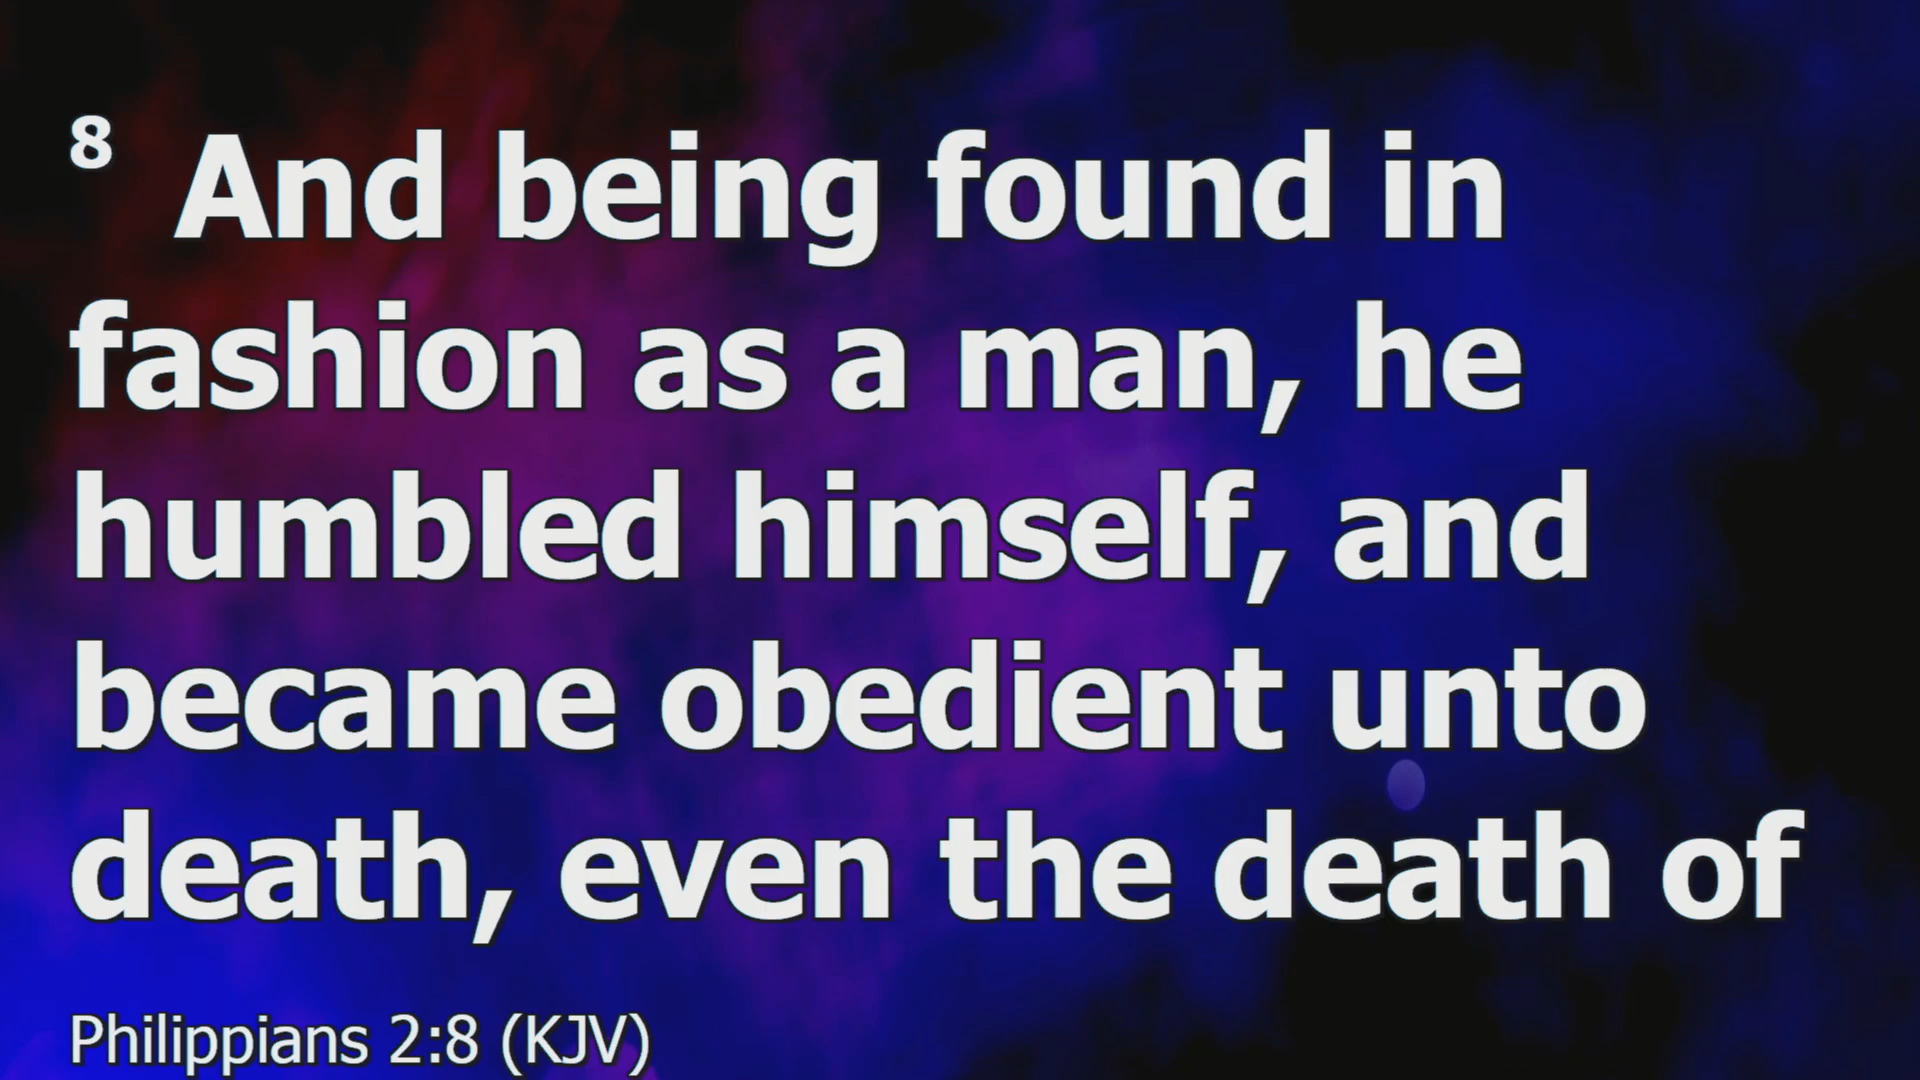 8 And being found in
fashion as a man, he
humbled himself, and
became obedient unto
death, even the death of
Philippians 2:8 (KJV)